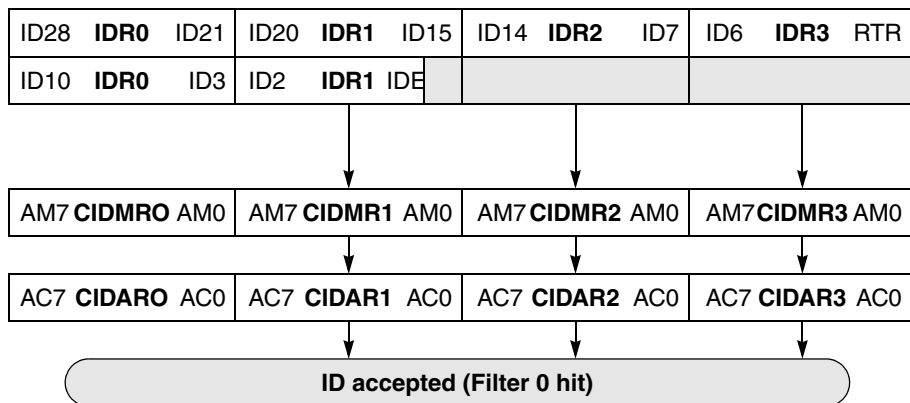 ID28 IDR0 ID21 ID20 IDR1 ID15 ID14 IDR2 ID7 ID6 IDR3 RTR
ID10 IDR0 ID3 ID2 IDR1 IDE
AM7 CIDMRO AM0 AM7 CIDMR1 AM0 AM7 CIDMR2 AM0 AM7 CIDMR3 AM0
AC7 CIDARO AC0 AC7 CIDAR1 AC0 AC7 CIDAR2 AC0 AC7 CIDAR3 AC0
ID accepted (Filter 0 hit)